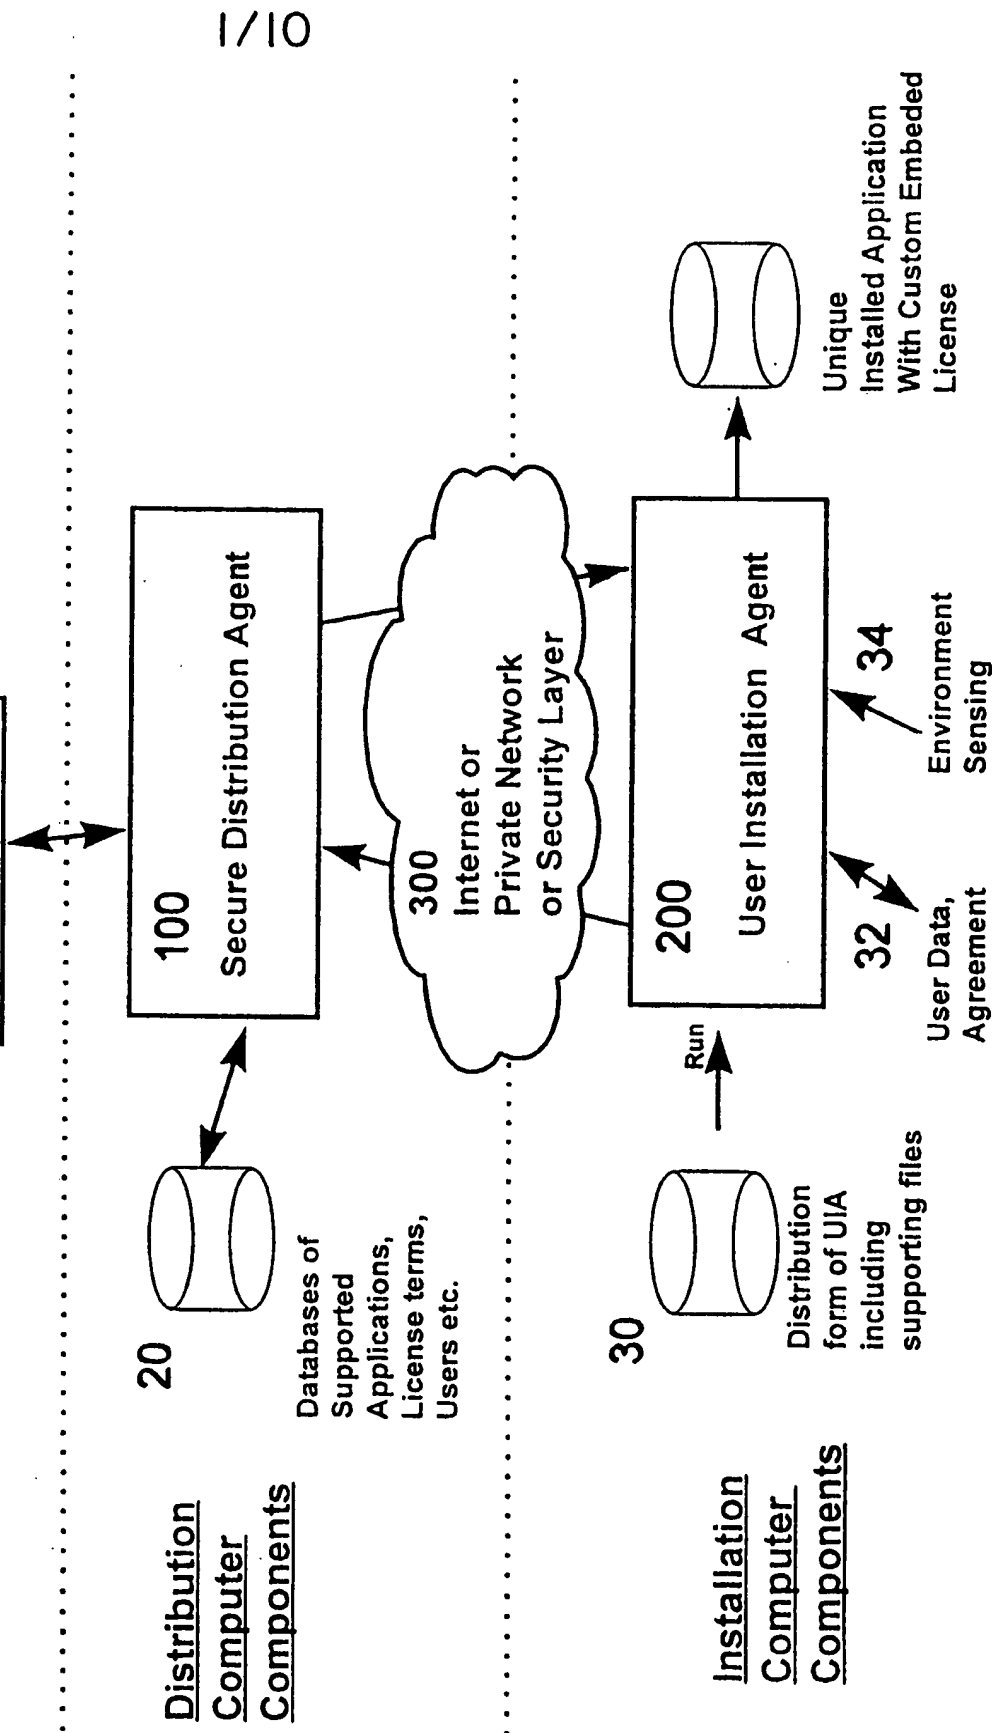 1/10
Distribution
Computer
Components
20
Databases of
Supported
Applications,
License terms,
Users etc.
100
Secure Distribution Agent
300
Internet or
Private Network
or Security Layer
Installation
Computer
Components
30
Distribution
form of UIA
including
supporting files
Run
200
User Installation Agent
32
User Data,
Agreement
34
Environment
Sensing
Unique
Installed Application
With Custom Embeded
License